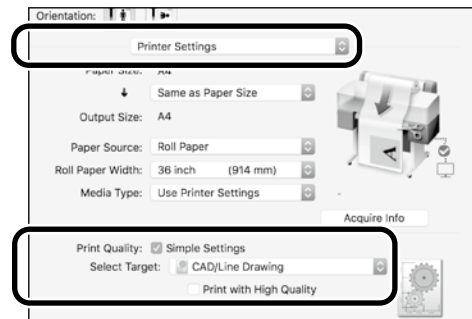 Orientation:
Printer Settings
Paper Size: A4
Same as Paper Size
Output Size: A4
Paper Source: Roll Paper
Roll Paper Width: 36 inch (914 mm)
Media Type: Use Printer Settings
-
Acquire Info
Print Quality: Simple Settings
Select Target: CAD/Line Drawing
Print with High Quality